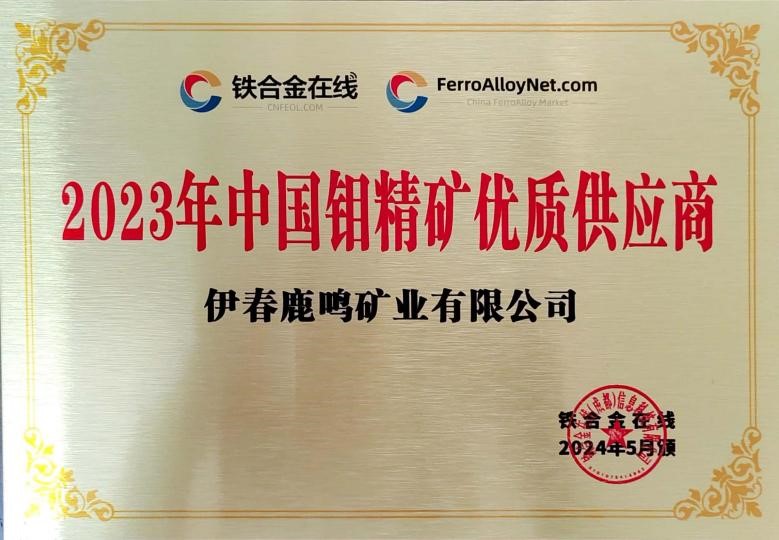 铁合金在线 FerroAlloyNet.com
CNFEOL.COM China FerroAlloy Market
2023年中国钼精矿优质供应商
伊春鹿鸣矿业有限公司
铁合金在线
2024年5月颁